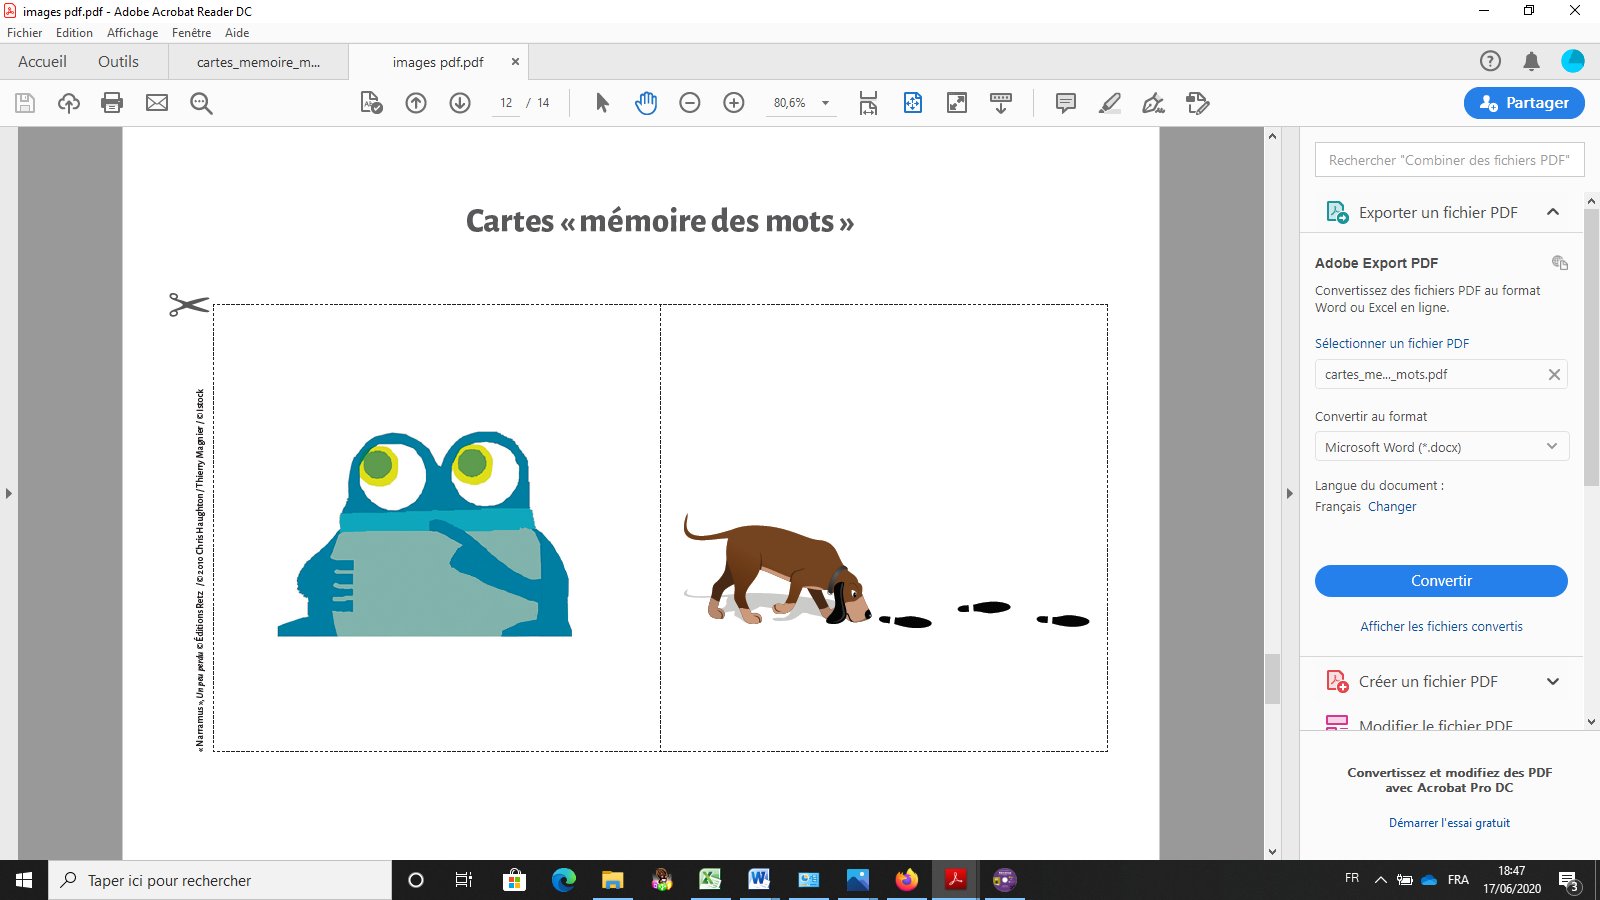 images pdf.pdf - Adobe Acrobat Reader DC
Fichier Edition Affichage Fenêtre Aide
Accueil Outils cartes_memoire_m... images pdf.pdf
12 / 14 80,6% Partager
Cartes « mémoire des mots »
« Narramus », Un peu perdu © Éditions Retz / © 2010 Chris Haughton / Thierry Magnier / © Istock
Rechercher "Combiner des fichiers PDF"
Exporter un fichier PDF
Adobe Export PDF
Convertissez des fichiers PDF au format
Word ou Excel en ligne.
Sélectionner un fichier PDF
cartes_me..._mots.pdf
Convertir au format
Microsoft Word (*.docx)
Langue du document :
Français Changer
Convertir
Afficher les fichiers convertis
Créer un fichier PDF
Modifier le fichier PDF
Convertissez et modifiez des PDF
avec Acrobat Pro DC
Démarrer l'essai gratuit
Taper ici pour rechercher
FR FRA 18:47
17/06/2020
3